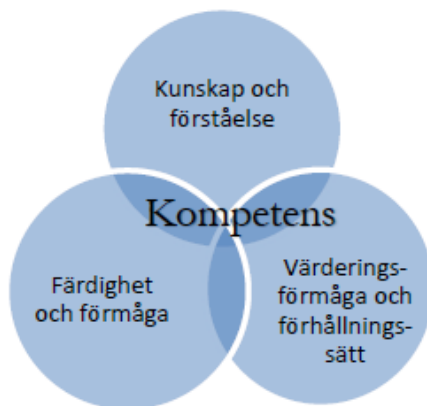 Kunskap och
förståelse
Kompetens
Färdighet
och förmåga
Värderings-
förmåga och
förhållnings-
sätt